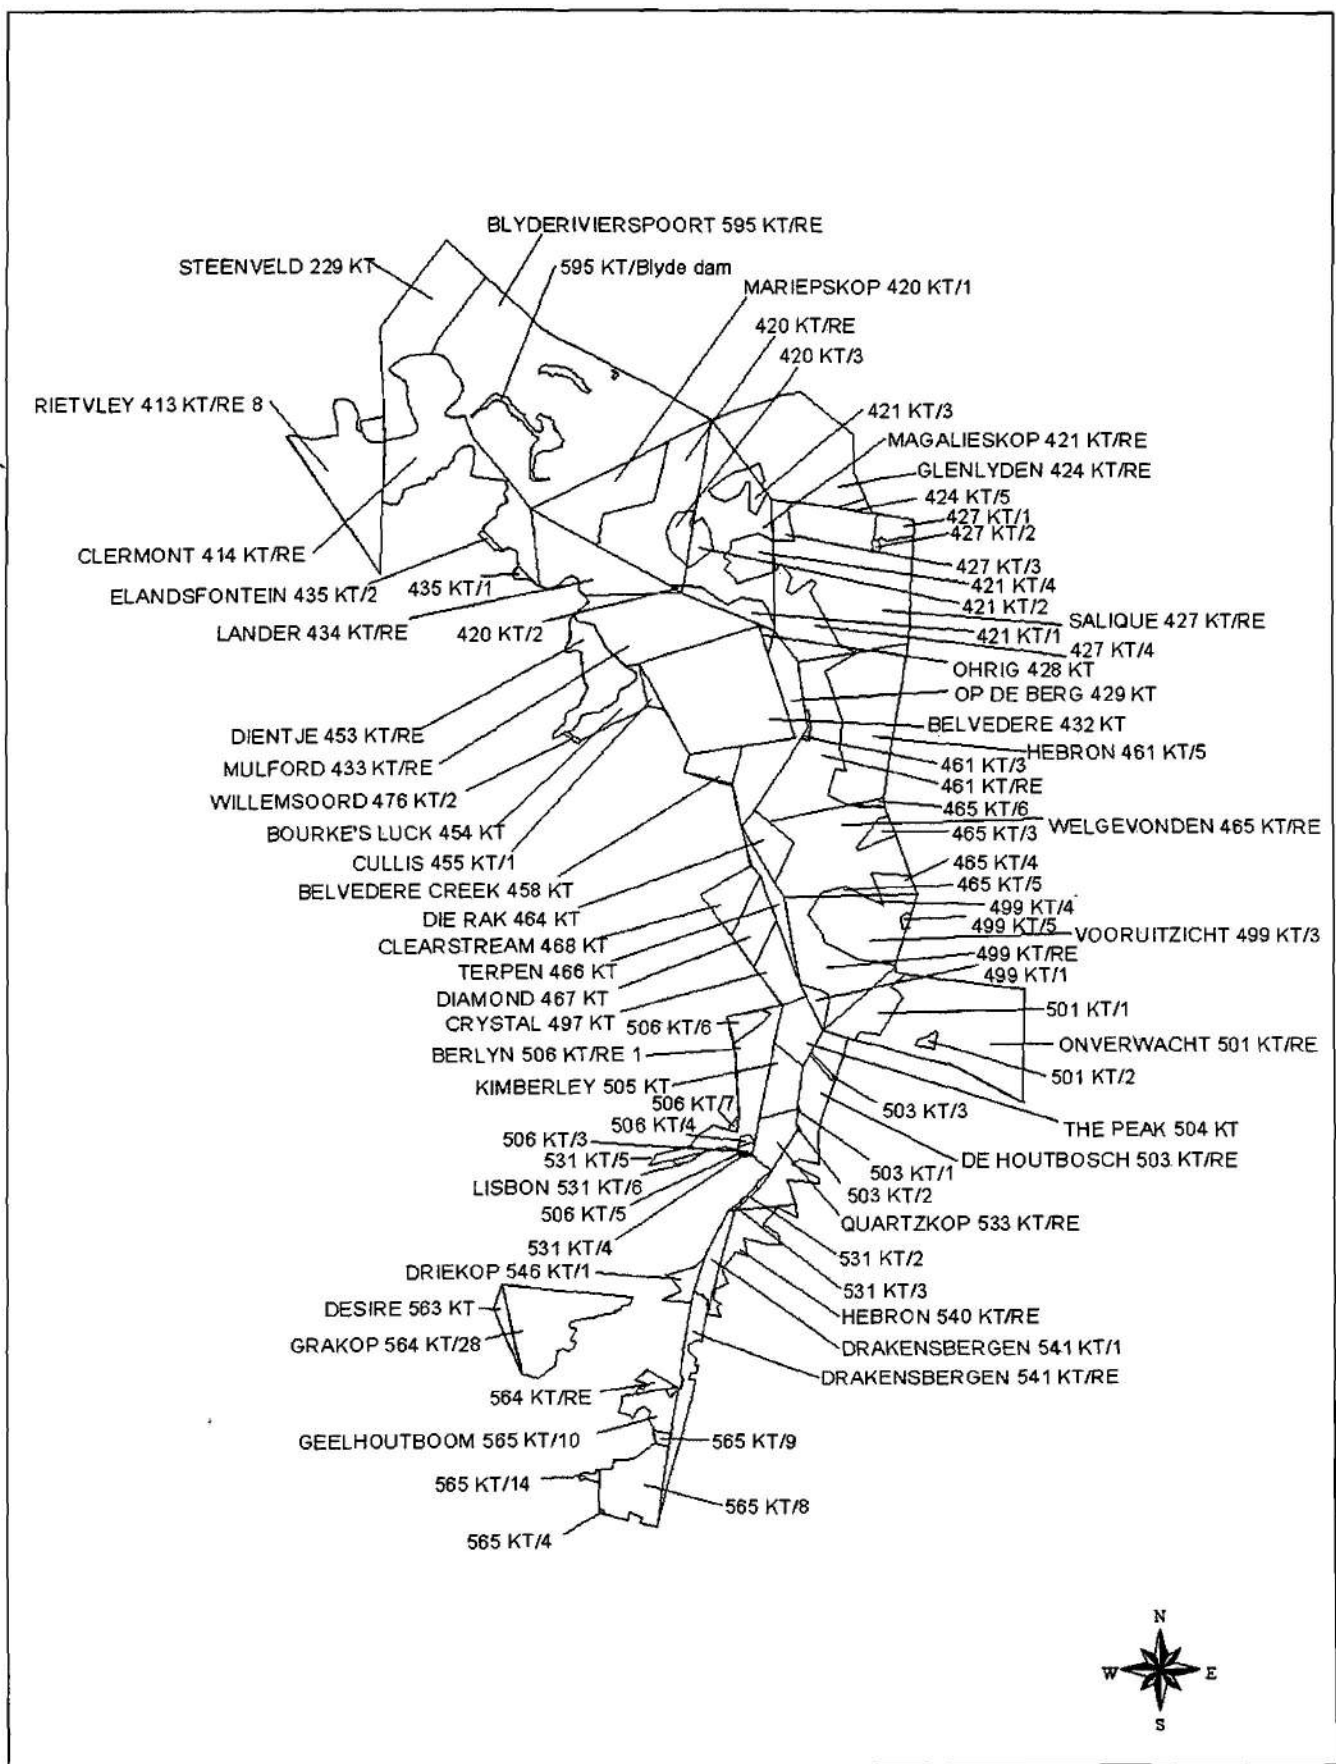 BLYDERIVIERSPOORT 595 KT/RE
STEENVELD 229 KT
595 KT/Blyde dam
MARIEPSKOP 420 KT/1
420 KT/RE
420 KT/3
RIETVLEY 413 KT/RE 8
421 KT/3
MAGALIESKOP 421 KT/RE
GLENLYDEN 424 KT/RE
424 KT/5
427 KT/1
427 KT/2
CLERMONT 414 KT/RE
427 KT/3
421 KT/4
ELANDSFONTEIN 435 KT/2
435 KT/1
421 KT/2
SALIQUE 427 KT/RE
LANDER 434 KT/RE
420 KT/2
421 KT/1
427 KT/4
OHRIG 428 KT
OP DE BERG 429 KT
BELVEDERE 432 KT
DIENTJE 453 KT/RE
HEBRON 461 KT/5
MULFORD 433 KT/RE
461 KT/3
461 KT/RE
WILLEMSOORD 476 KT/2
465 KT/6
WELGEVONDEN 465 KT/RE
BOURKE'S LUCK 454 KT
465 KT/3
CULLIS 455 KT/1
465 KT/4
BELVEDERE CREEK 458 KT
465 KT/5
499 KT/4
DIE RAK 464 KT
499 KT/5
VOORUITZICHT 499 KT/3
CLEARSTREAM 468 KT
499 KT/RE
TERPEN 466 KT
499 KT/1
DIAMOND 467 KT
501 KT/1
CRYSTAL 497 KT
506 KT/6
ONVERWACHT 501 KT/RE
BERLYN 506 KT/RE 1
501 KT/2
KIMBERLEY 505 KT
506 KT/7
503 KT/3
506 KT/4
THE PEAK 504 KT
506 KT/3
531 KT/5
DE HOUTBOSCH 503 KT/RE
503 KT/1
LISBON 531 KT/6
503 KT/2
506 KT/5
QUARTZKOP 533 KT/RE
531 KT/4
531 KT/2
DRIEKOP 546 KT/1
531 KT/3
DESIRE 563 KT
HEBRON 540 KT/RE
GRAKOP 564 KT/28
DRAKENSBERGEN 541 KT/1
DRAKENSBERGEN 541 KT/RE
564 KT/RE
GEELHOUTBOOM 565 KT/10
565 KT/9
565 KT/14
565 KT/8
565 KT/4
N
W E
S